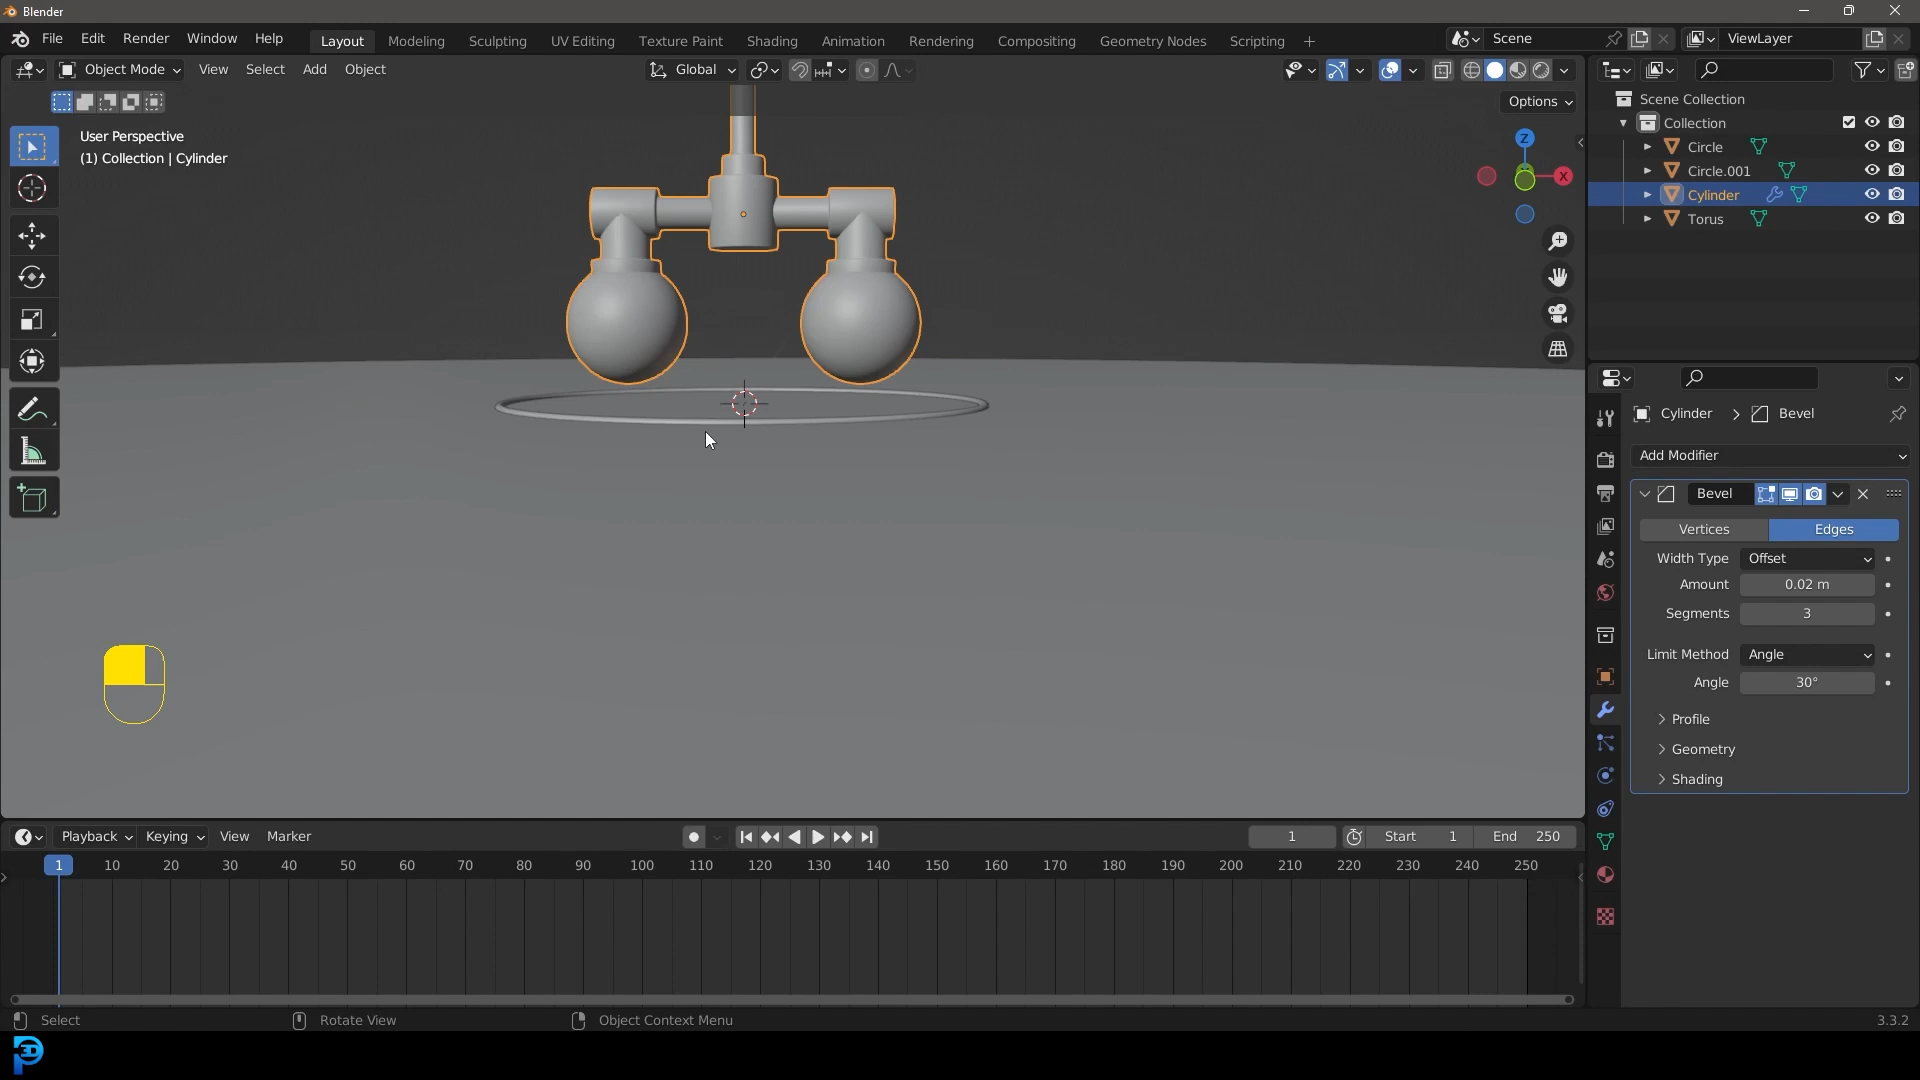 Blender
File Edit Render Window Help
Layout Modeling Sculpting UV Editing Texture Paint Shading Animation Rendering Compositing Geometry Nodes Scripting +
Scene
ViewLayer
Object Mode View Select Add Object
Global
Options
User Perspective
(1) Collection | Cylinder
Z
X
Scene Collection
Collection
Circle
Circle.001
Cylinder
Torus
Cylinder > Bevel
Add Modifier
Bevel
Vertices Edges
Width Type Offset
Amount 0.02 m
Segments 3
Limit Method Angle
Angle 30°
Profile
Geometry
Shading
Playback Keying View Marker
1
Start 1
End 250
1 10 20 30 40 50 60 70 80 90 100 110 120 130 140 150 160 170 180 190 200 210 220 230 240 250
Select
Rotate View
Object Context Menu
3.3.2
3D